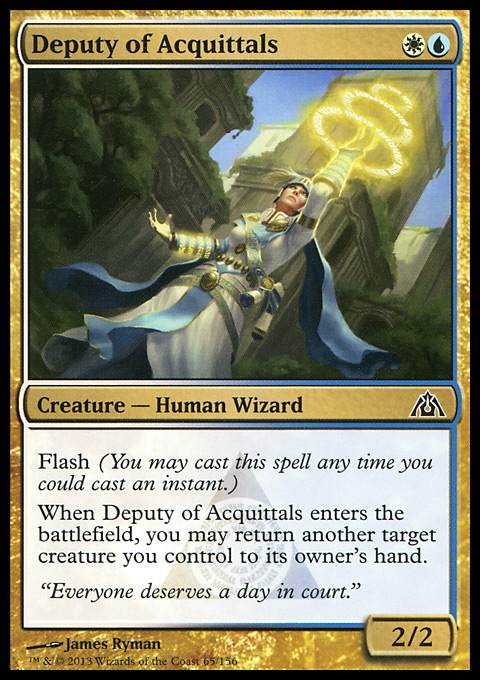 Deputy of Acquittals
Creature — Human Wizard
Flash (You may cast this spell any time you
could cast an instant.)
When Deputy of Acquittals enters the
battlefield, you may return another target
creature you control to its owner's hand.
"Everyone deserves a day in court."
2/2
James Ryman
™ & © 2013 Wizards of the Coast 65/156